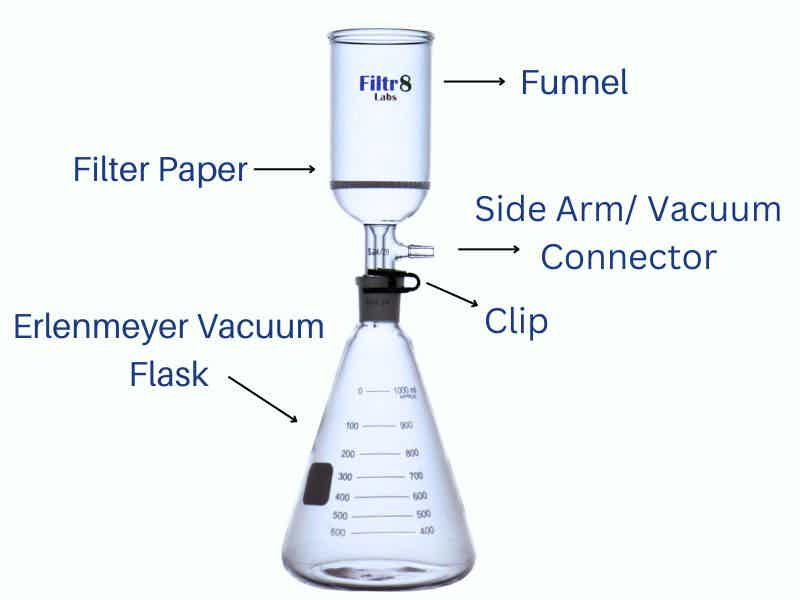 Filtr8
Labs
Funnel
Filter Paper
Side Arm/ Vacuum
Connector
Clip
Erlenmeyer Vacuum
Flask
0 1000 ml
100 900
200 800
300 700
400 600
500 500
600 400